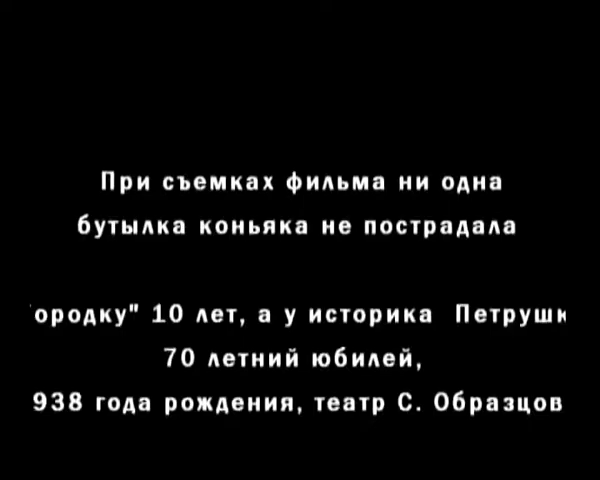 При съемках фильма ни одна
бутылка коньяка не пострадала
ородку" 10 лет, а у историка Петрушк
70 летний юбилей,
938 года рождения, театр С. Образцов